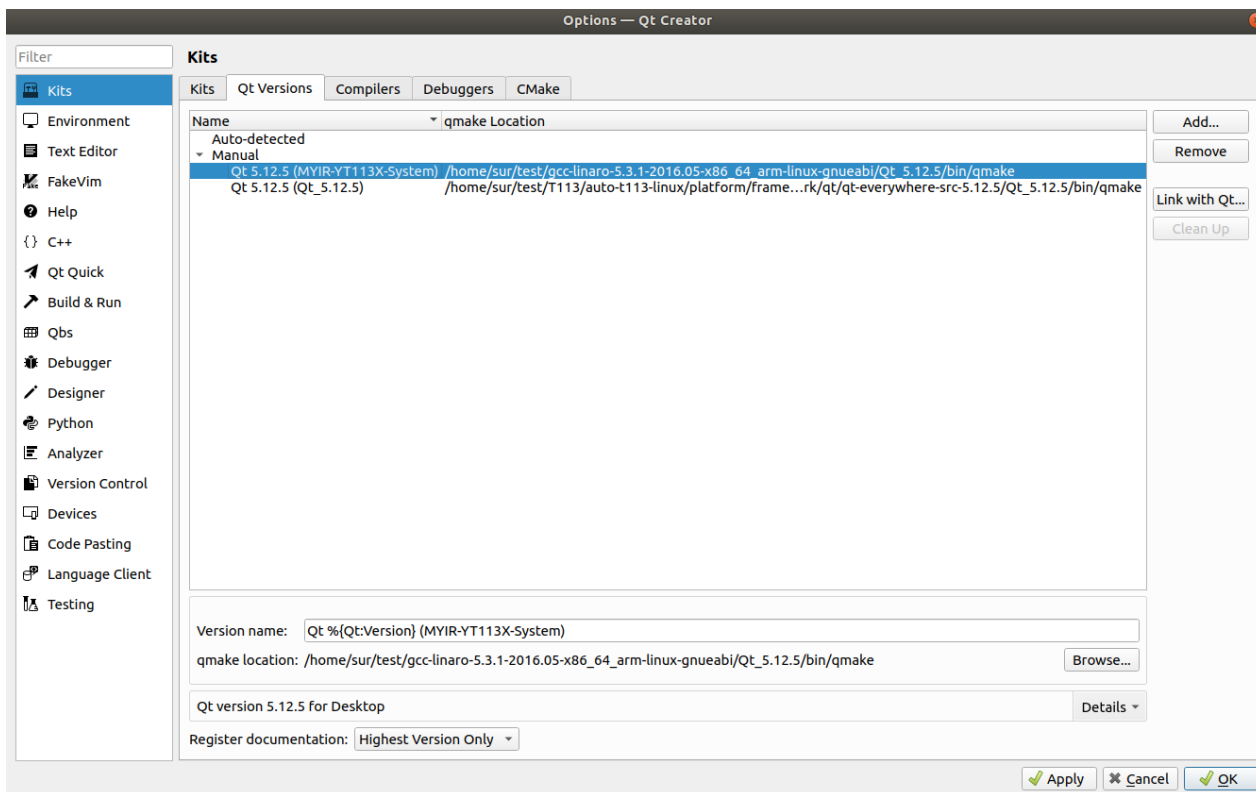 Options — Qt Creator
Filter
Kits
Kits
Environment
Text Editor
FakeVim
Help
C++
Qt Quick
Build & Run
Qbs
Debugger
Designer
Python
Analyzer
Version Control
Devices
Code Pasting
Language Client
Testing
Kits Qt Versions Compilers Debuggers CMake
Name qmake Location
Auto-detected
Manual
Qt 5.12.5 (MYIR-YT113X-System) /home/sur/test/gcc-linaro-5.3.1-2016.05-x86_64_arm-linux-gnueabi/Qt_5.12.5/bin/qmake
Qt 5.12.5 (Qt_5.12.5) /home/sur/test/T113/auto-t113-linux/platform/frame...rk/qt/qt-everywhere-src-5.12.5/Qt_5.12.5/bin/qmake
Add...
Remove
Link with Qt...
Clean Up
Version name: Qt %{Qt:Version} (MYIR-YT113X-System)
qmake location: /home/sur/test/gcc-linaro-5.3.1-2016.05-x86_64_arm-linux-gnueabi/Qt_5.12.5/bin/qmake Browse...
Qt version 5.12.5 for Desktop Details
Register documentation: Highest Version Only
Apply Cancel OK